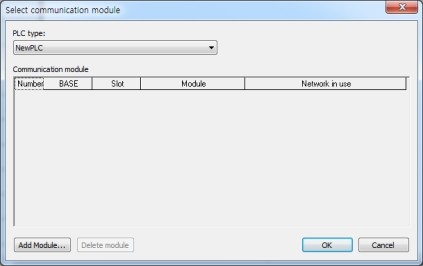 Select communication module
PLC type:
NewPLC
Communication module
Number BASE Slot Module Network in use
Add Module... Delete module OK Cancel